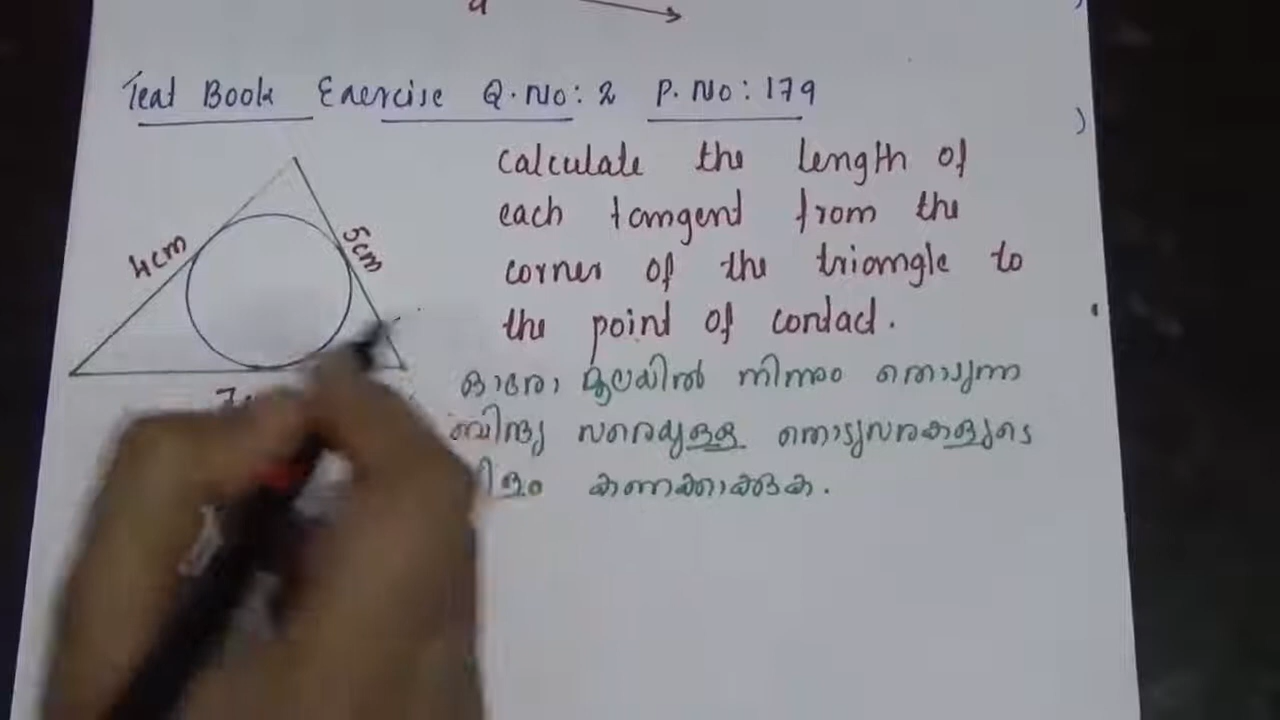 Text Book Exercise Q.No: 2 P.No: 179
4cm
5cm
calculate the length of
each tangent from the
corner of the triangle to
the point of contact.
ഓരോ മൂലയിൽ നിന്നും തൊടുന്ന
ബിന്ദു വരെയുള്ള തൊടുവരകളുടെ
കണക്കാക്കുക.